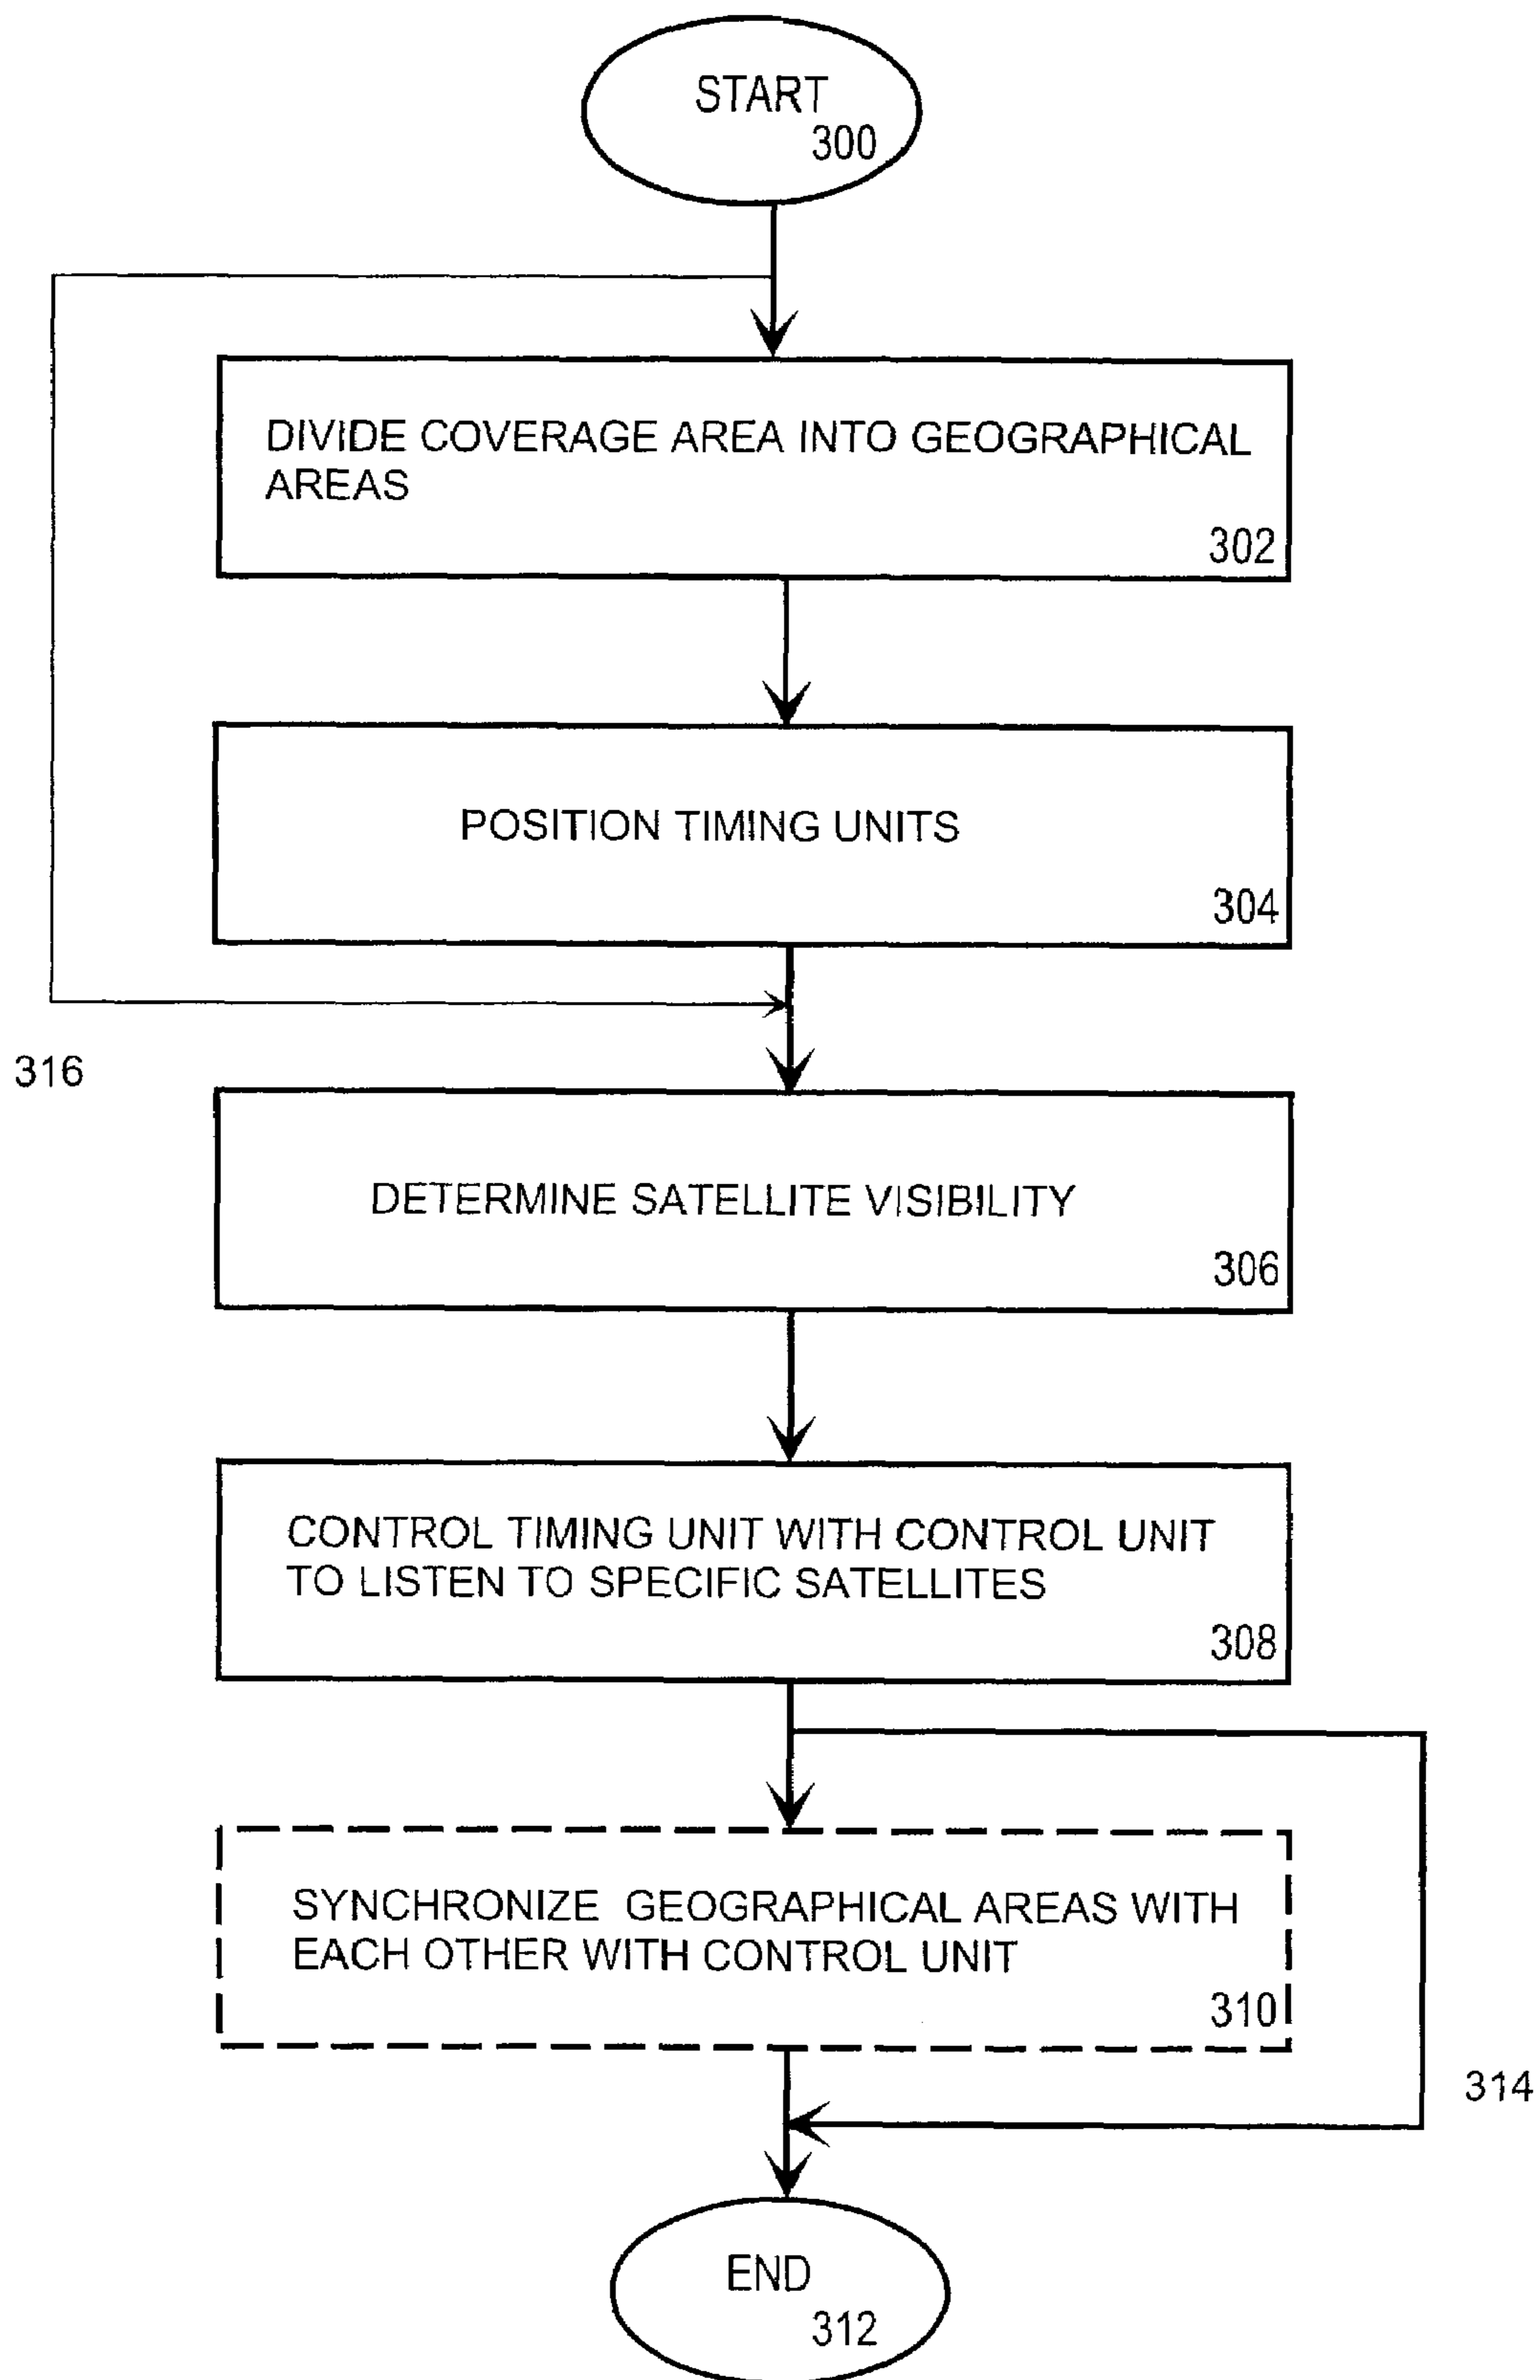 START
300
DIVIDE COVERAGE AREA INTO GEOGRAPHICAL
AREAS
302
POSITION TIMING UNITS
304
316
DETERMINE SATELLITE VISIBILITY
306
CONTROL TIMING UNIT WITH CONTROL UNIT
TO LISTEN TO SPECIFIC SATELLITES
308
SYNCHRONIZE GEOGRAPHICAL AREAS WITH
EACH OTHER WITH CONTROL UNIT
310
314
END
312